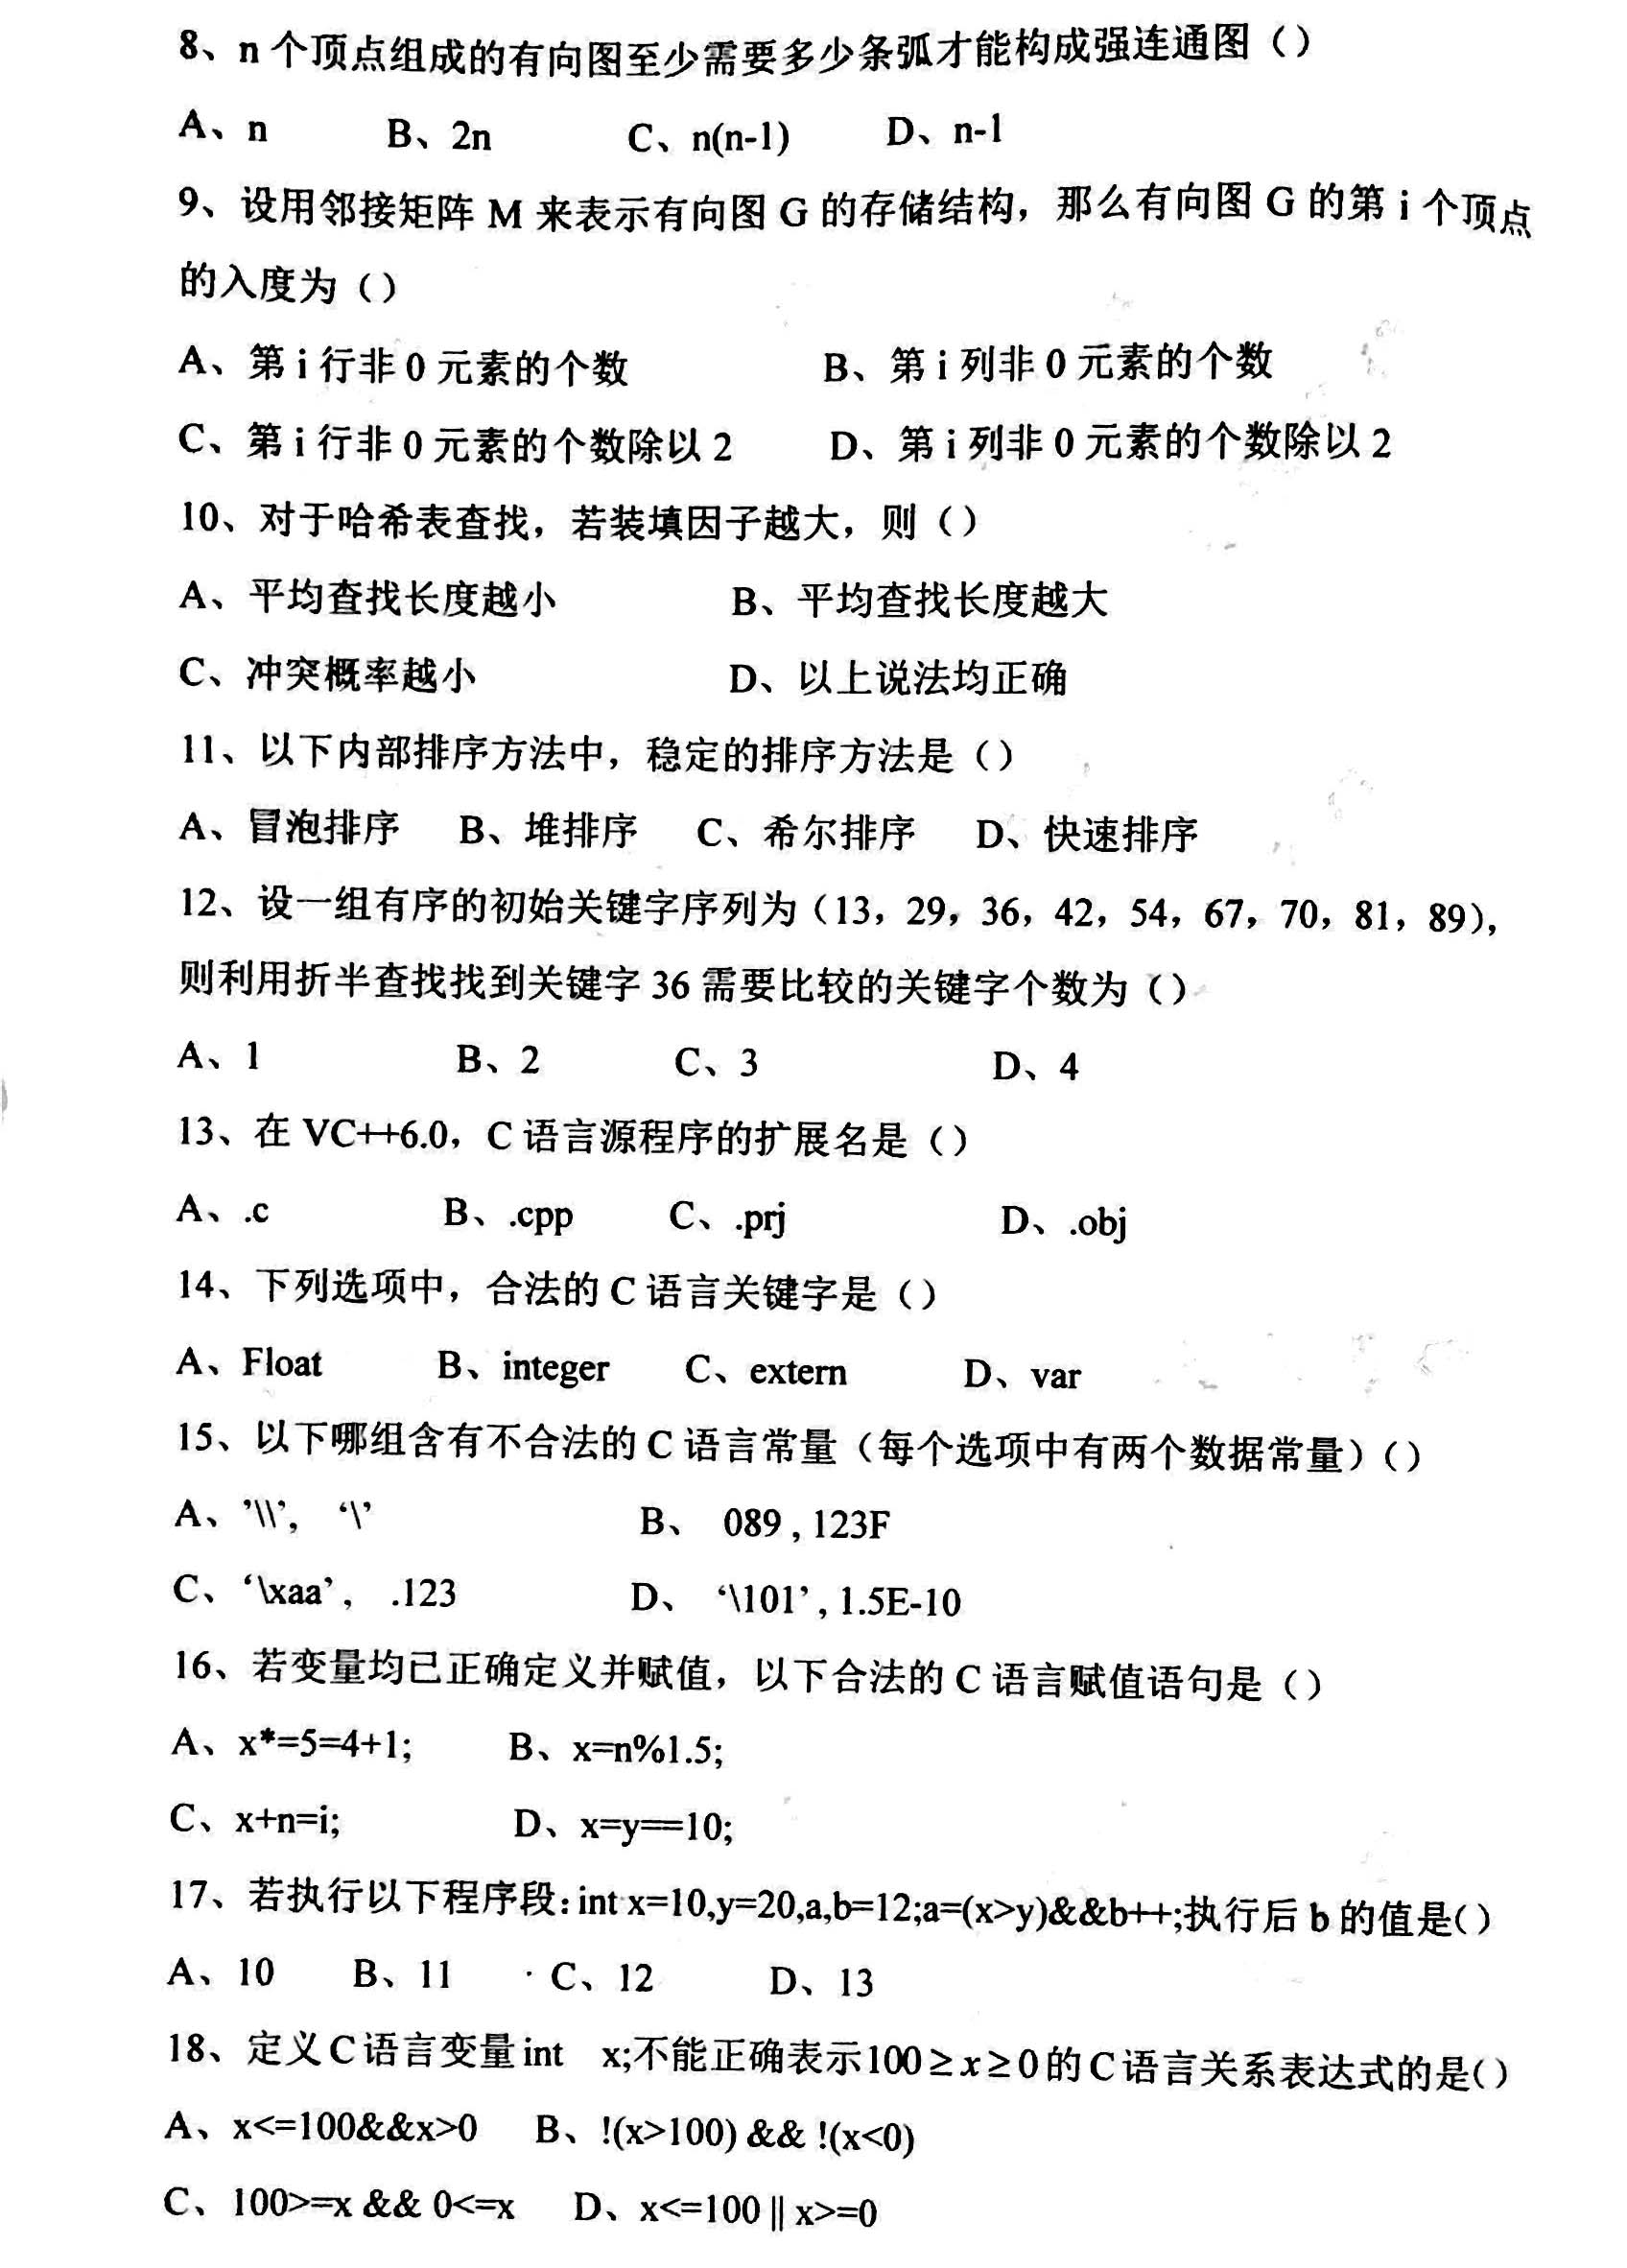 8、n 个顶点组成的有向图至少需要多少条弧才能构成强连通图（）
A、n B、2n C、n(n-1) D、n-1
9、设用邻接矩阵 M 来表示有向图 G 的存储结构，那么有向图 G 的第 i 个顶点
的入度为（）
A、第 i 行非 0 元素的个数 B、第 i 列非 0 元素的个数
C、第 i 行非 0 元素的个数除以 2 D、第 i 列非 0 元素的个数除以 2
10、对于哈希表查找，若装填因子越大，则（）
A、平均查找长度越小 B、平均查找长度越大
C、冲突概率越小 D、以上说法均正确
11、以下内部排序方法中，稳定的排序方法是（）
A、冒泡排序 B、堆排序 C、希尔排序 D、快速排序
12、设一组有序的初始关键字序列为（13，29，36，42，54，67，70，81，89），
则利用折半查找找到关键字 36 需要比较的关键字个数为（）
A、1 B、2 C、3 D、4
13、在 VC++6.0，C 语言源程序的扩展名是（）
A、.c B、.cpp C、.prj D、.obj
14、下列选项中，合法的 C 语言关键字是（）
A、Float B、integer C、extern D、var
15、以下哪组含有不合法的 C 语言常量（每个选项中有两个数据常量）（）
A、’\\’, ‘\’ B、 089 , 123F
C、‘\xaa’, .123 D、 ‘\101’ , 1.5E-10
16、若变量均已正确定义并赋值，以下合法的 C 语言赋值语句是（）
A、x*=5=4+1; B、x=n%1.5;
C、x+n=i; D、x=y==10;
17、若执行以下程序段：int x=10,y=20,a,b=12;a=(x>y)&&b++;执行后 b 的值是()
A、10 B、11 C、12 D、13
18、定义C语言变量int x;不能正确表示100≥x≥0的C语言关系表达式的是()
A、x<=100&&x>0 B、!(x>100) && !(x<0)
C、100>=x && 0<=x D、x<=100 || x>=0